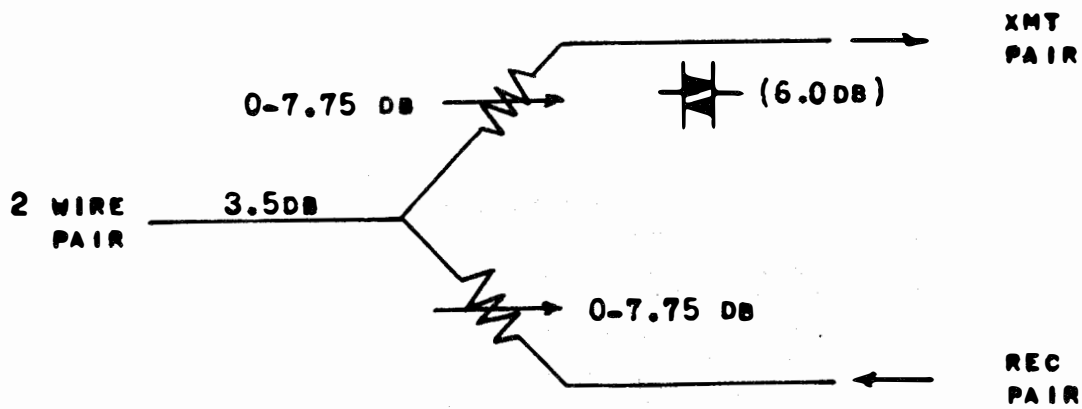 XMT
PAIR
0-7.75 DB
(6.0DB)
2 WIRE
PAIR
3.5DB
0-7.75 DB
REC
PAIR